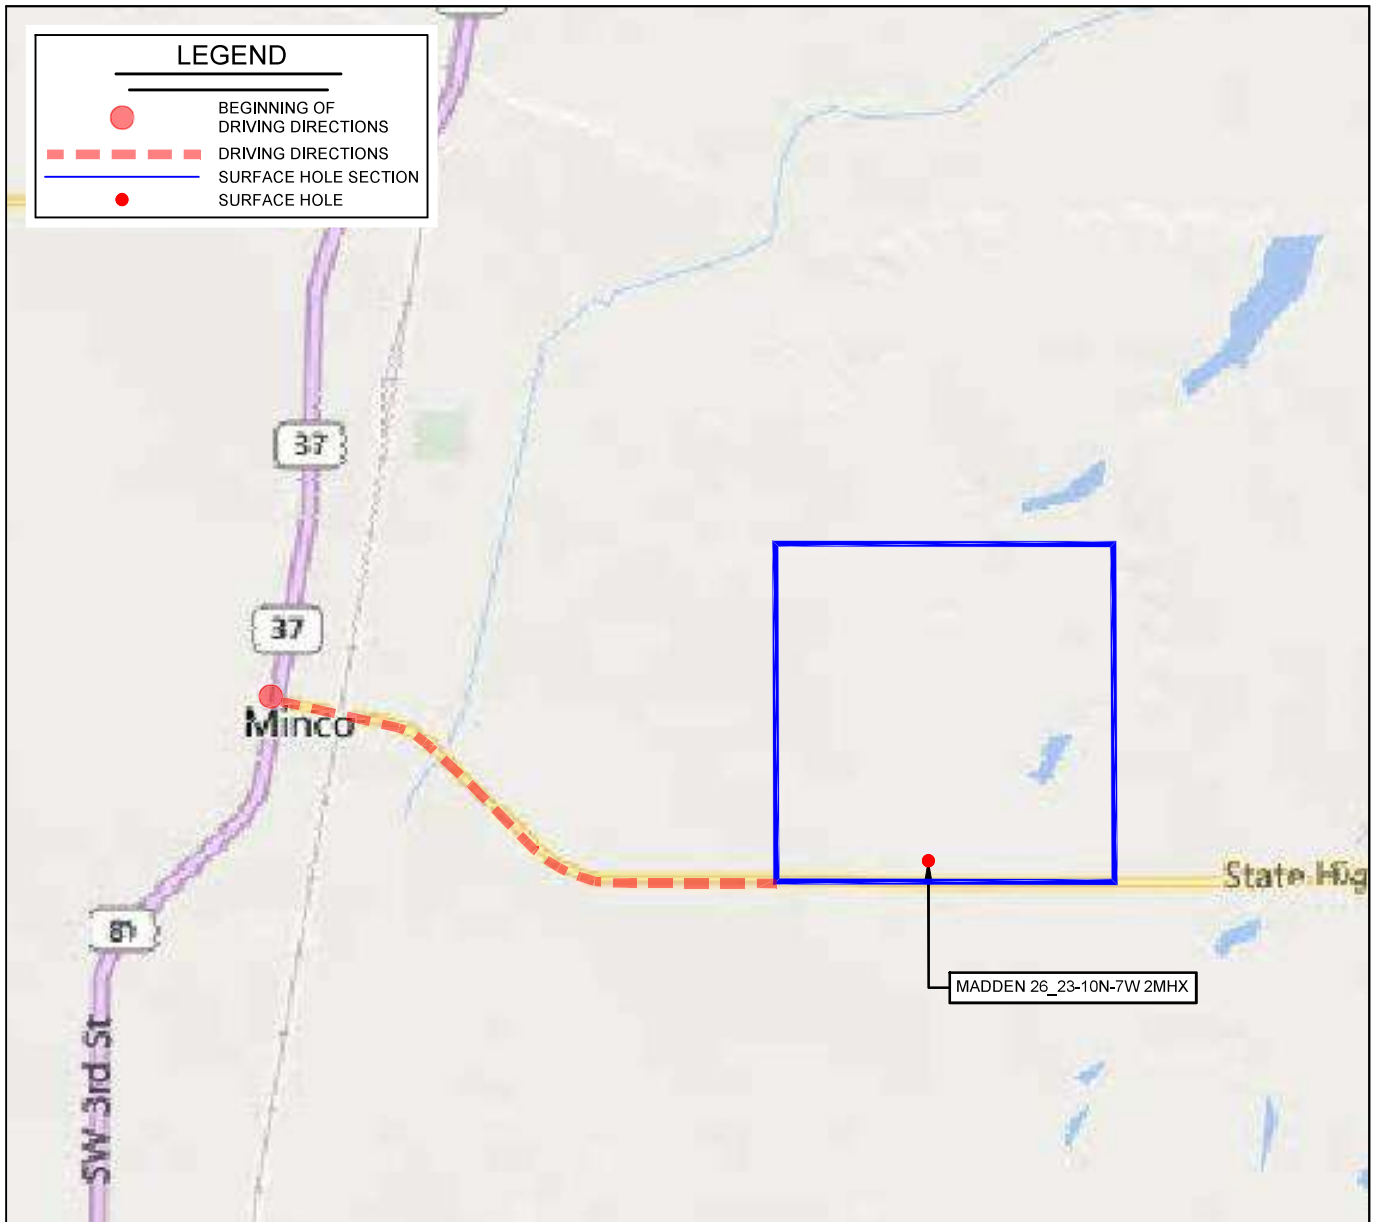 LEGEND
BEGINNING OF
DRIVING DIRECTIONS
DRIVING DIRECTIONS
SURFACE HOLE SECTION
SURFACE HOLE
37
37
Minco
81
State Hig
MADDEN 26_23-10N-7W 2MHX
SW 3rd St